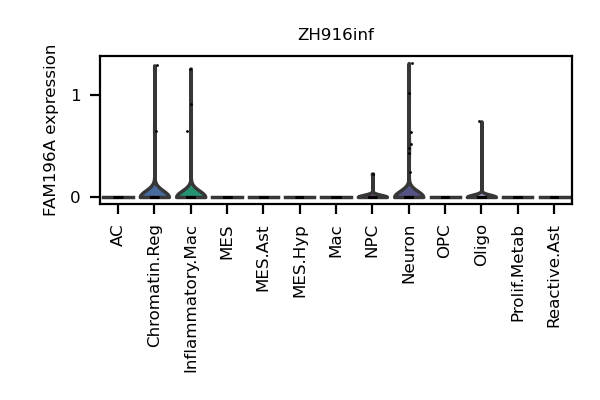 ZH916inf
FAM196A expression
1
0
AC
Chromatin.Reg
Inflammatory.Mac
MES
MES.Ast
MES.Hyp
Mac
NPC
Neuron
OPC
Oligo
Prolif.Metab
Reactive.Ast